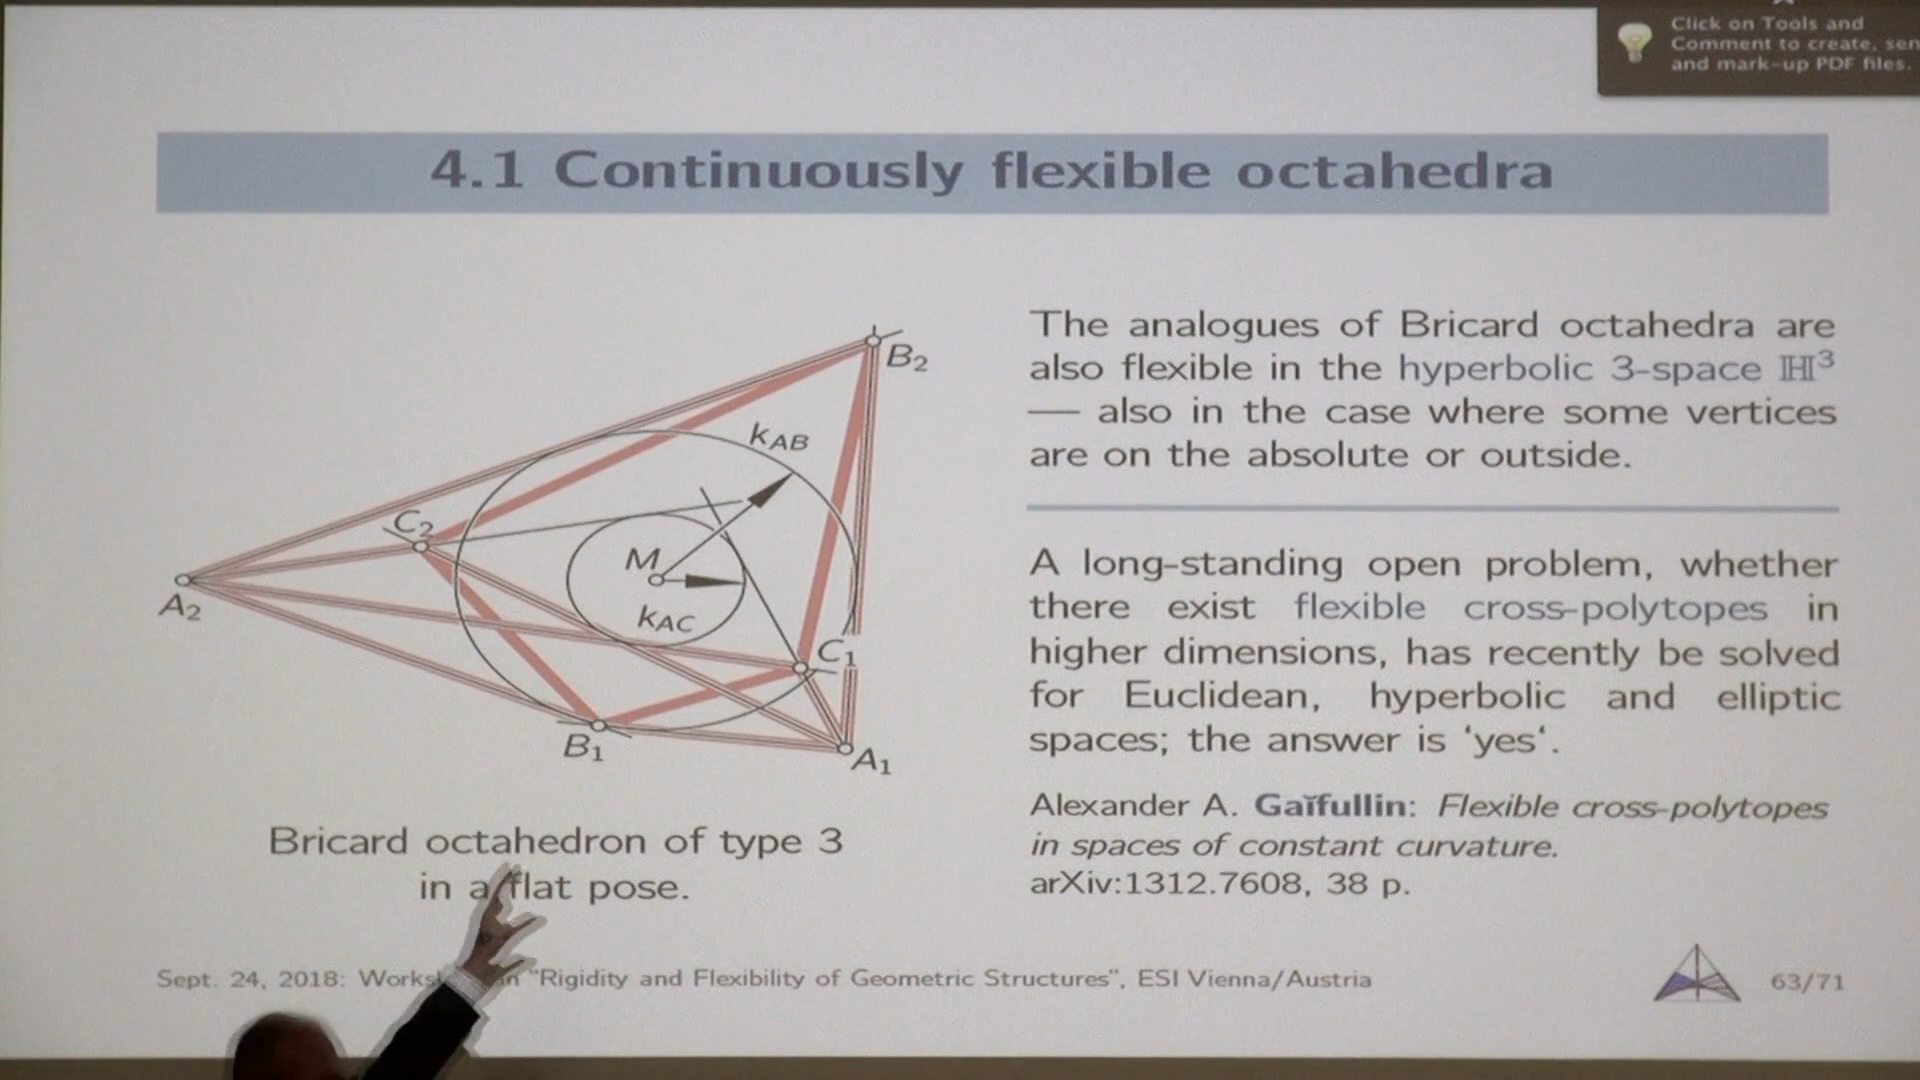 Click on Tools and
Comment to create, sen
and mark-up PDF files.
4.1 Continuously flexible octahedra
B2
kAB
C2
M
A2
kAC
C1
B1
A1
Bricard octahedron of type 3
in a flat pose.
The analogues of Bricard octahedra are
also flexible in the hyperbolic 3-space ℍ³
— also in the case where some vertices
are on the absolute or outside.
A long-standing open problem, whether
there exist flexible cross-polytopes in
higher dimensions, has recently be solved
for Euclidean, hyperbolic and elliptic
spaces; the answer is ‘yes‘.
Alexander A. Gaĭfullin: Flexible cross-polytopes
in spaces of constant curvature.
arXiv:1312.7608, 38 p.
Sept. 24, 2018: "Rigidity and Flexibility of Geometric Structures", ESI Vienna/Austria
63/71